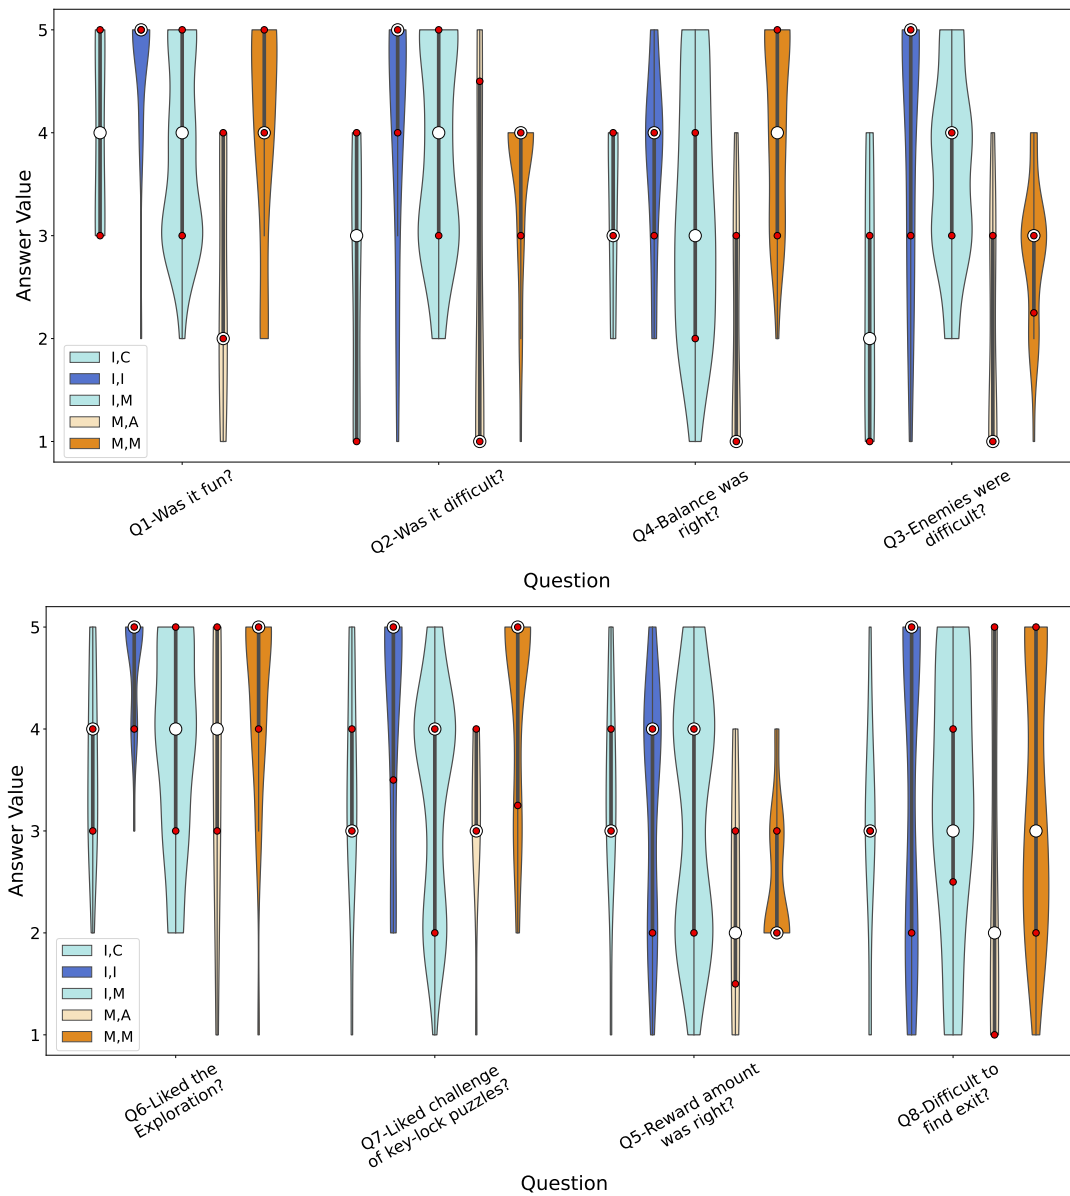 5
4
3
2
1
Answer Value
I,C
I,I
I,M
M,A
M,M
Q1-Was it fun?
Q2-Was it difficult?
Q4-Balance was
right?
Q3-Enemies were
difficult?
Question
5
4
3
2
1
Answer Value
I,C
I,I
I,M
M,A
M,M
Q6-Liked the
Exploration?
Q7-Liked challenge
of key-lock puzzles?
Q5-Reward amount
was right?
Q8-Difficult to
find exit?
Question